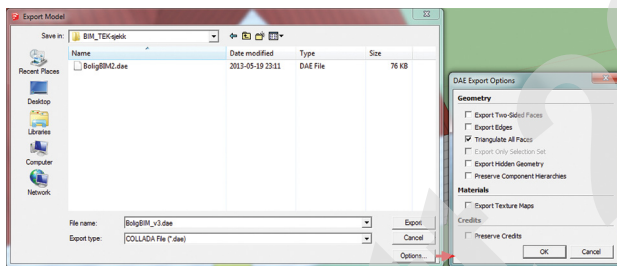 Export Model
Save in: BIM_TEK-sjekk
Name Date modified Type Size
BoligBIM2.dae 2013-05-19 23:11 DAE File 76 KB
Recent Places
Desktop
Libraries
Computer
Network
File name: BoligBIM_v3.dae Export
Export type: COLLADA File (*.dae) Cancel
Options...
DAE Export Options
Geometry
Export Two-Sided Faces
Export Edges
Triangulate All Faces
Export Only Selection Set
Export Hidden Geometry
Preserve Component Hierarchies
Materials
Export Texture Maps
Credits
Preserve Credits
OK Cancel